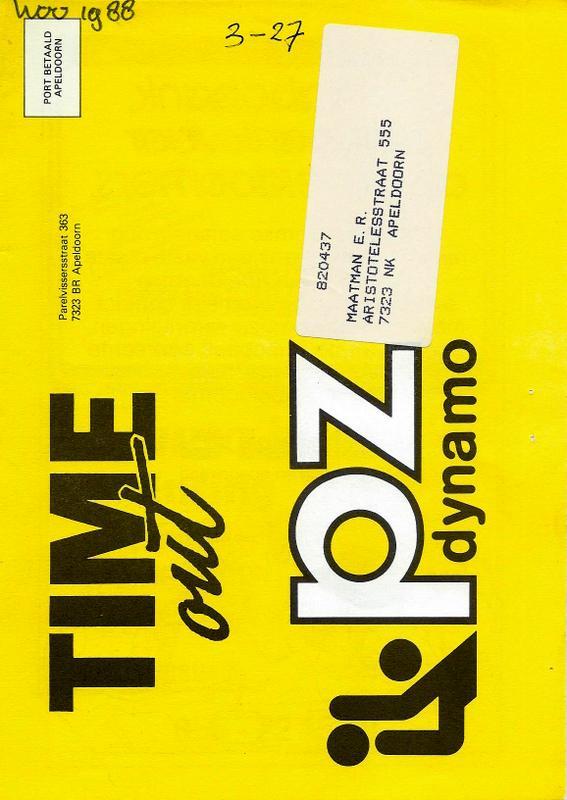 nov 1988
3-27
PORT BETAALD
APELDOORN
Parelvissersstraat 363
7323 BR Apeldoorn
TIME
out
820437
MAATMAN E.R.
ARISTOTELESSTRAAT 555
7323 NK APELDOORN
pz
dynamo